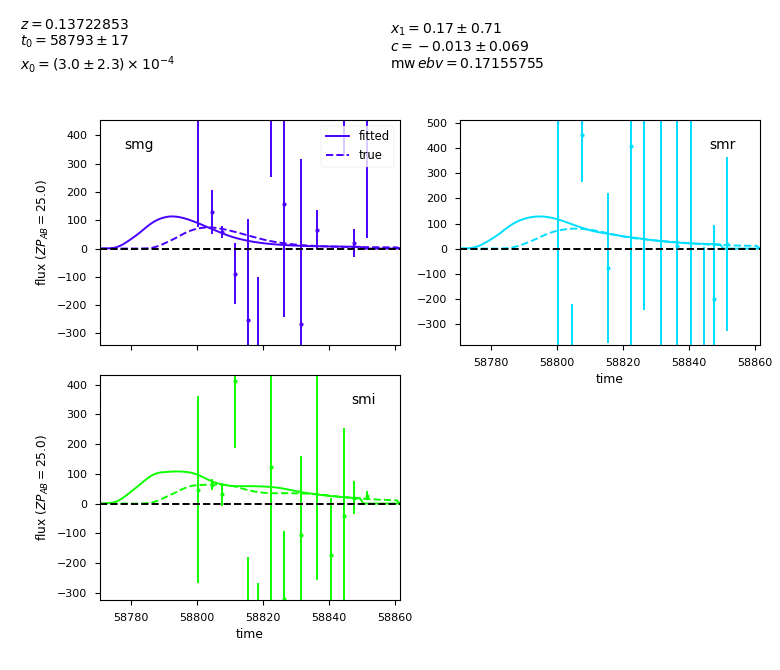 z = 0.13722853
t₀ = 58793 ± 17
x₀ = (3.0 ± 2.3) × 10⁻⁴
x₁ = 0.17 ± 0.71
c = −0.013 ± 0.069
mw ebv = 0.17155755
400
300
200
100
0
−100
−200
−300
flux (ZP_AB = 25.0)
smg
fitted
true
500
400
300
200
100
0
−100
−200
−300
smr
58780 58800 58820 58840 58860
time
400
300
200
100
0
−100
−200
−300
flux (ZP_AB = 25.0)
smi
58780 58800 58820 58840 58860
time